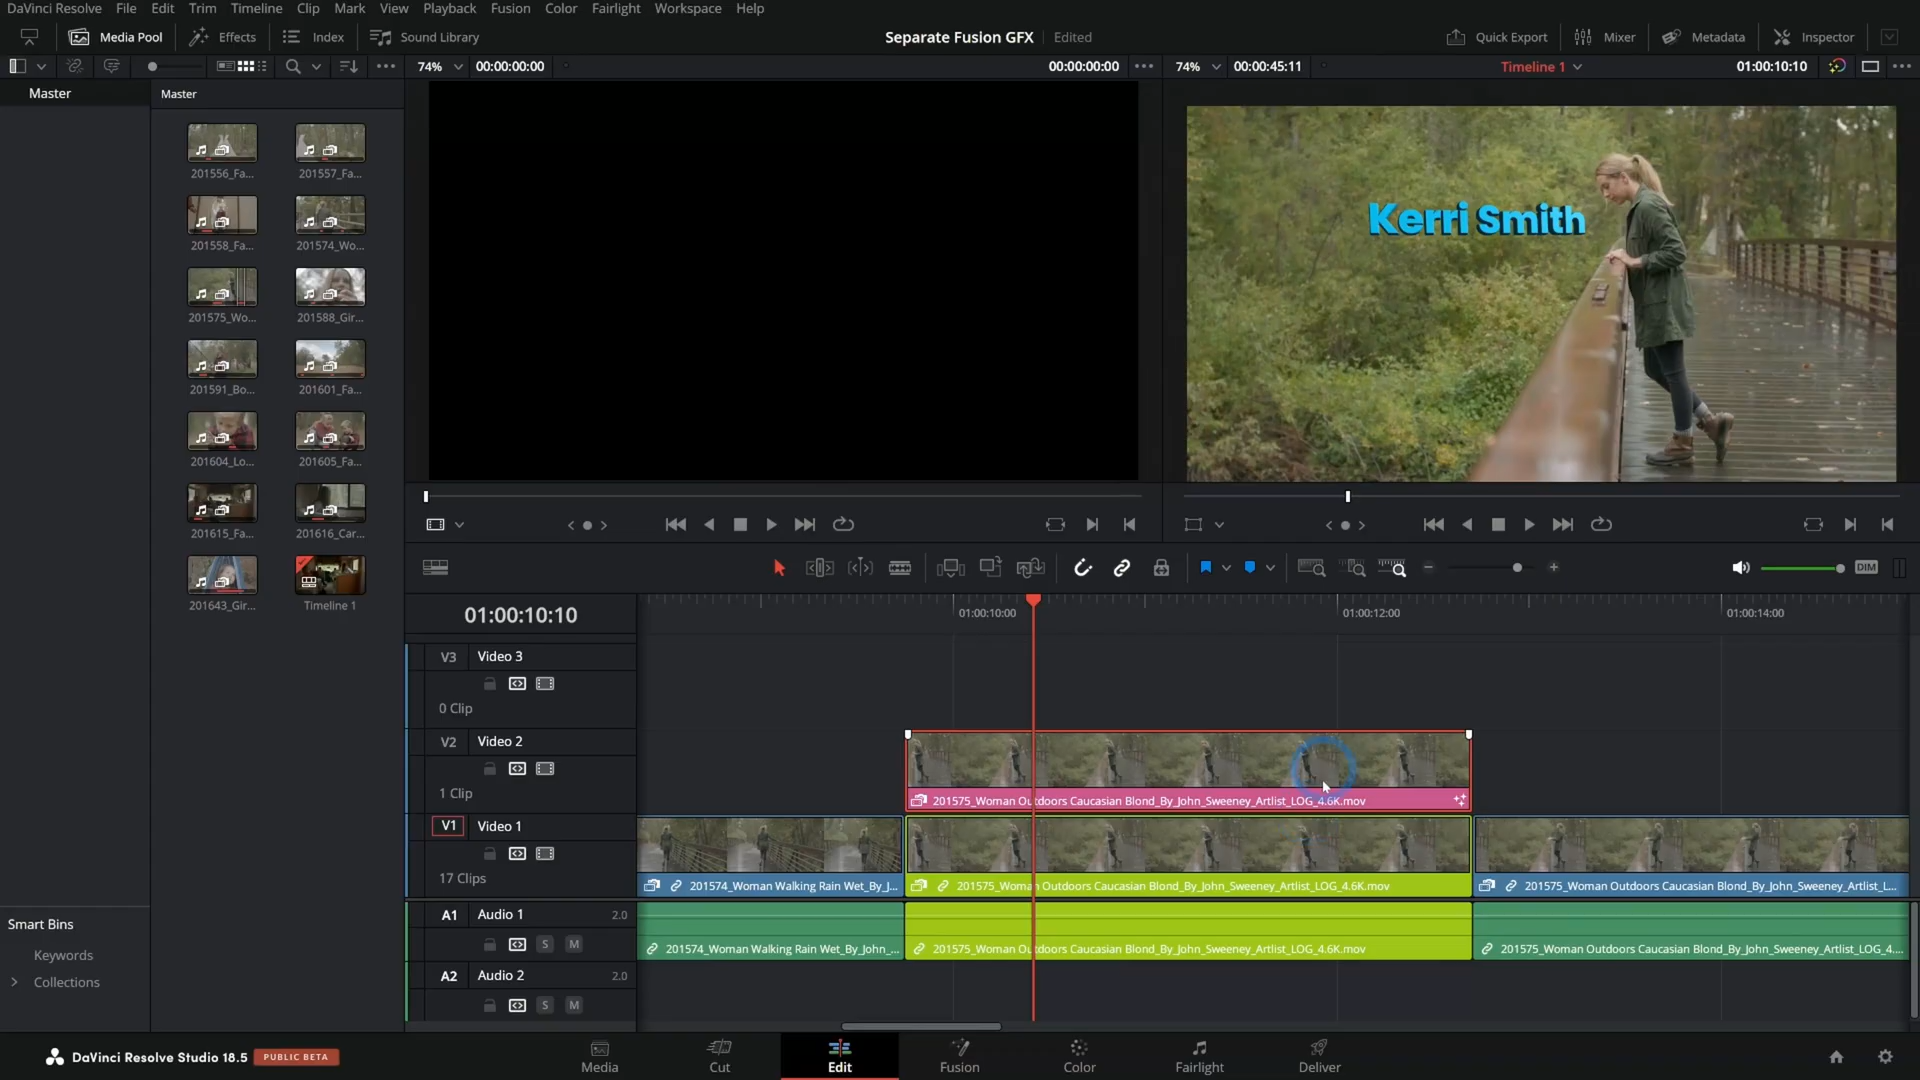 DaVinci Resolve File Edit Trim Timeline Clip Mark View Playback Fusion Color Fairlight Workspace Help
Media Pool Effects Index Sound Library Separate Fusion GFX Edited Quick Export Mixer Metadata Inspector
74% 00:00:00:00 00:00:00:00 74% 00:00:45:11 Timeline 1 01:00:10:10
Master
Master
201556_Fa... 201557_Fa...
201558_Fa... 201574_Wo...
201575_Wo... 201588_Gir...
201591_Bo... 201601_Fa...
201604_Lo... 201605_Fa...
201615_Fa... 201616_Car...
201643_Gir... Timeline 1
Kerri Smith
DIM
01:00:10:10
01:00:10:00 01:00:12:00 01:00:14:00
V3 Video 3
0 Clip
V2 Video 2
1 Clip
201575_Woman Outdoors Caucasian Blond_By_John_Sweeney_Artlist_LOG_4.6K.mov
V1 Video 1
17 Clips
201574_Woman Walking Rain Wet_By_J... 201575_Woman Outdoors Caucasian Blond_By_John_Sweeney_Artlist_LOG_4.6K.mov 201575_Woman Outdoors Caucasian Blond_By_John_Sweeney_Artlist_L...
A1 Audio 1 2.0
S M
201574_Woman Walking Rain Wet_By_John_... 201575_Woman Outdoors Caucasian Blond_By_John_Sweeney_Artlist_LOG_4.6K.mov 201575_Woman Outdoors Caucasian Blond_By_John_Sweeney_Artlist_LOG_4....
A2 Audio 2 2.0
S M
Smart Bins
Keywords
Collections
DaVinci Resolve Studio 18.5 PUBLIC BETA
Media Cut Edit Fusion Color Fairlight Deliver